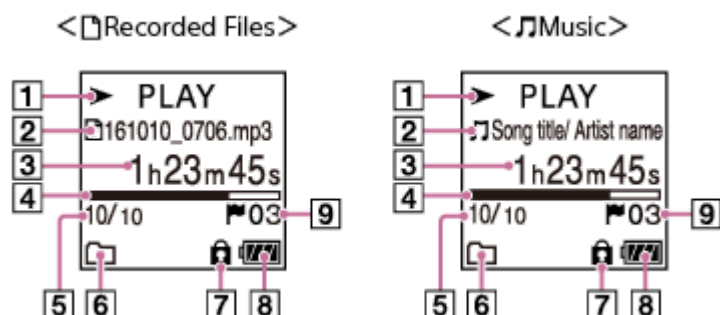 <Recorded Files>
1 PLAY
2 161010_0706.mp3
3 1h23m45s
4
10/10 03 9
5 6 7 8
<Music>
1 PLAY
2 Song title/ Artist name
3 1h23m45s
4
10/10 03 9
5 6 7 8